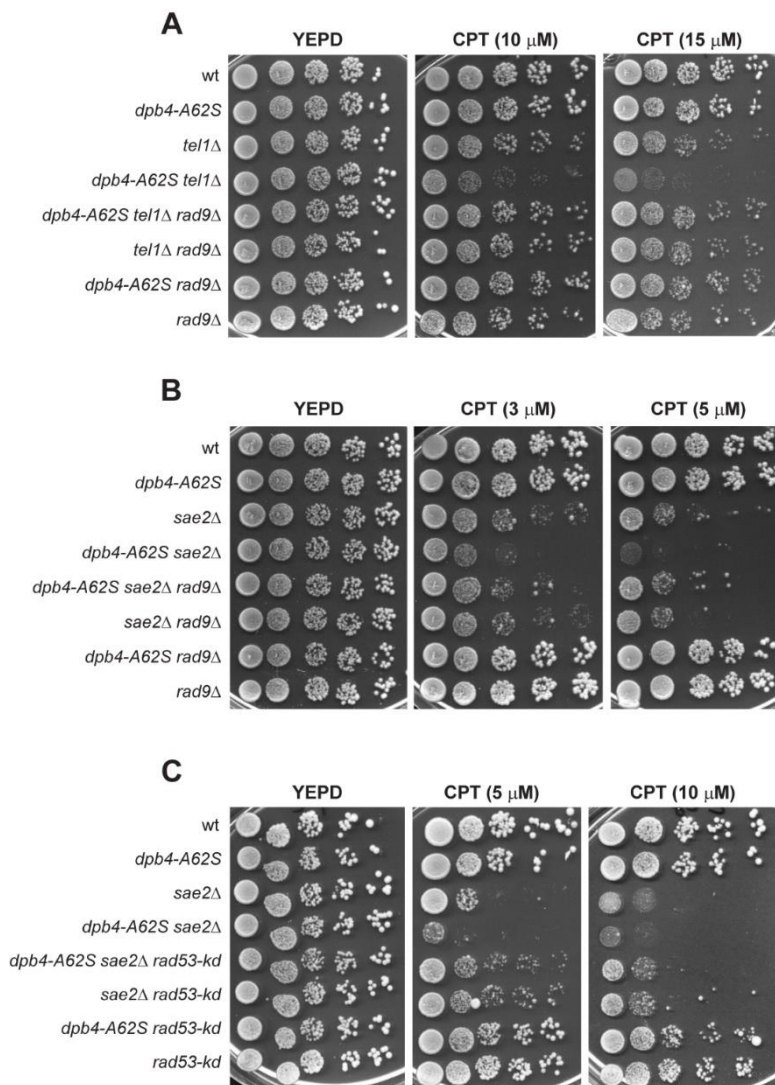 A
YEPD CPT (10 μM) CPT (15 μM)
wt
dpb4-A62S
tel1Δ
dpb4-A62S tel1Δ
dpb4-A62S tel1Δ rad9Δ
tel1Δ rad9Δ
dpb4-A62S rad9Δ
rad9Δ
B
YEPD CPT (3 μM) CPT (5 μM)
wt
dpb4-A62S
sae2Δ
dpb4-A62S sae2Δ
dpb4-A62S sae2Δ rad9Δ
sae2Δ rad9Δ
dpb4-A62S rad9Δ
rad9Δ
C
YEPD CPT (5 μM) CPT (10 μM)
wt
dpb4-A62S
sae2Δ
dpb4-A62S sae2Δ
dpb4-A62S sae2Δ rad53-kd
sae2Δ rad53-kd
dpb4-A62S rad53-kd
rad53-kd